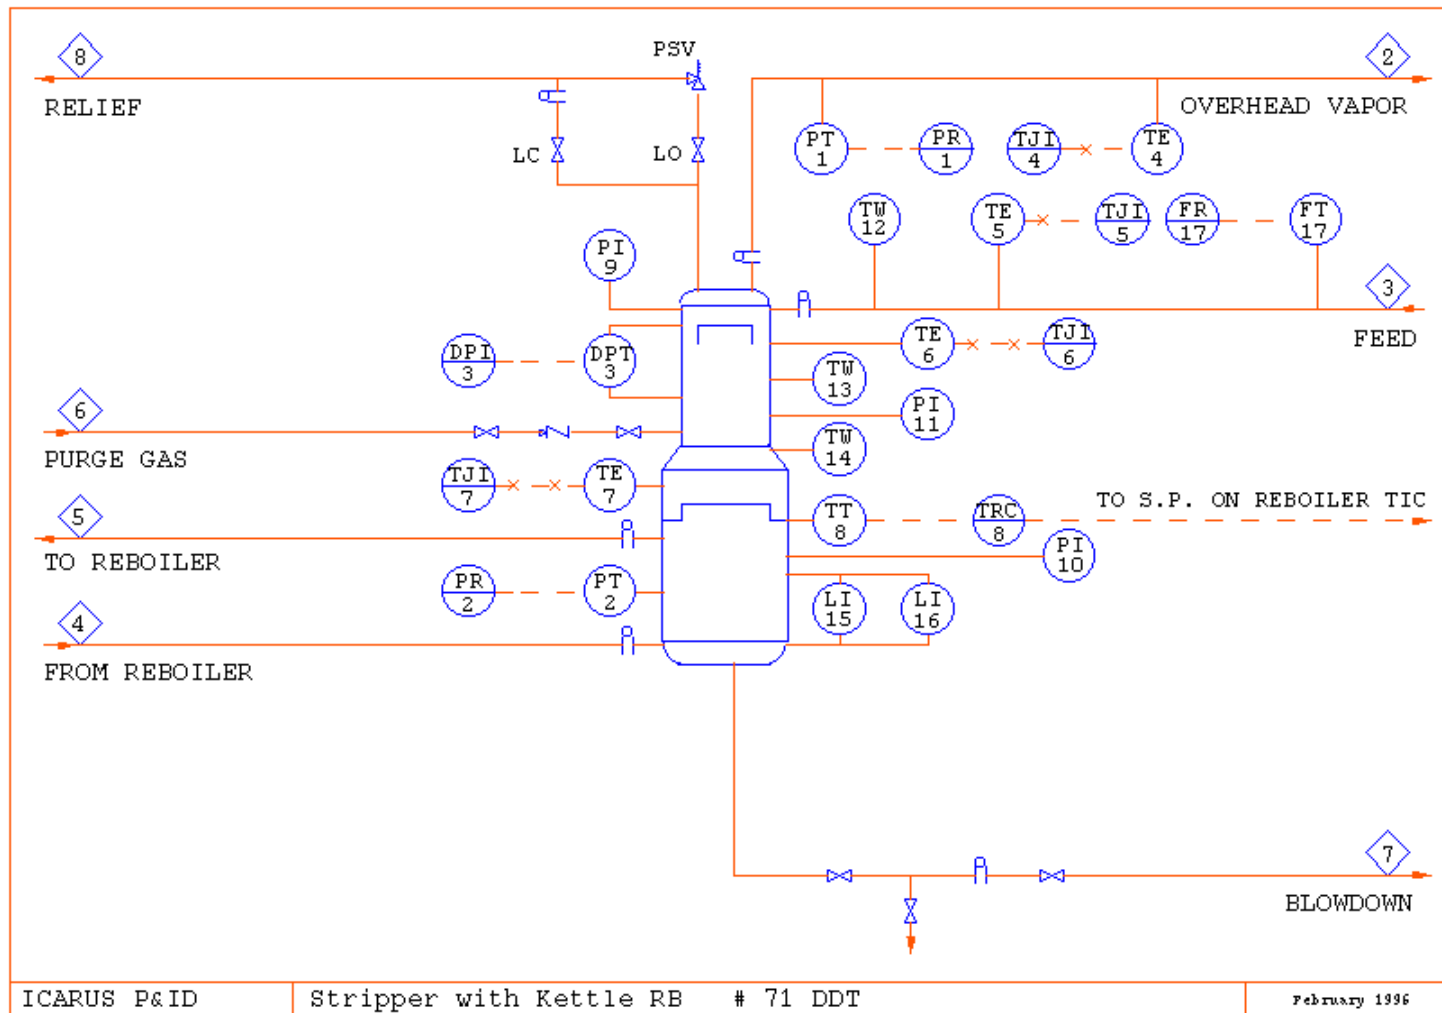 8
PSV
2
RELIEF
OVERHEAD VAPOR
PT
1
PR
1
TJI
4
TE
4
LC
LO
TW
12
TE
5
TJI
5
FR
17
FT
17
PI
9
3
FEED
DPI
3
DPT
3
TE
6
TJI
6
TW
13
6
PI
11
PURGE GAS
TW
14
TJI
7
TE
7
5
TO REBOILER
TT
8
TRC
8
TO S.P. ON REBOILER TIC
PI
10
PR
2
PT
2
LI
15
LI
16
4
FROM REBOILER
7
BLOWDOWN
ICARUS P&ID
Stripper with Kettle RB # 71 DDT
February 1996